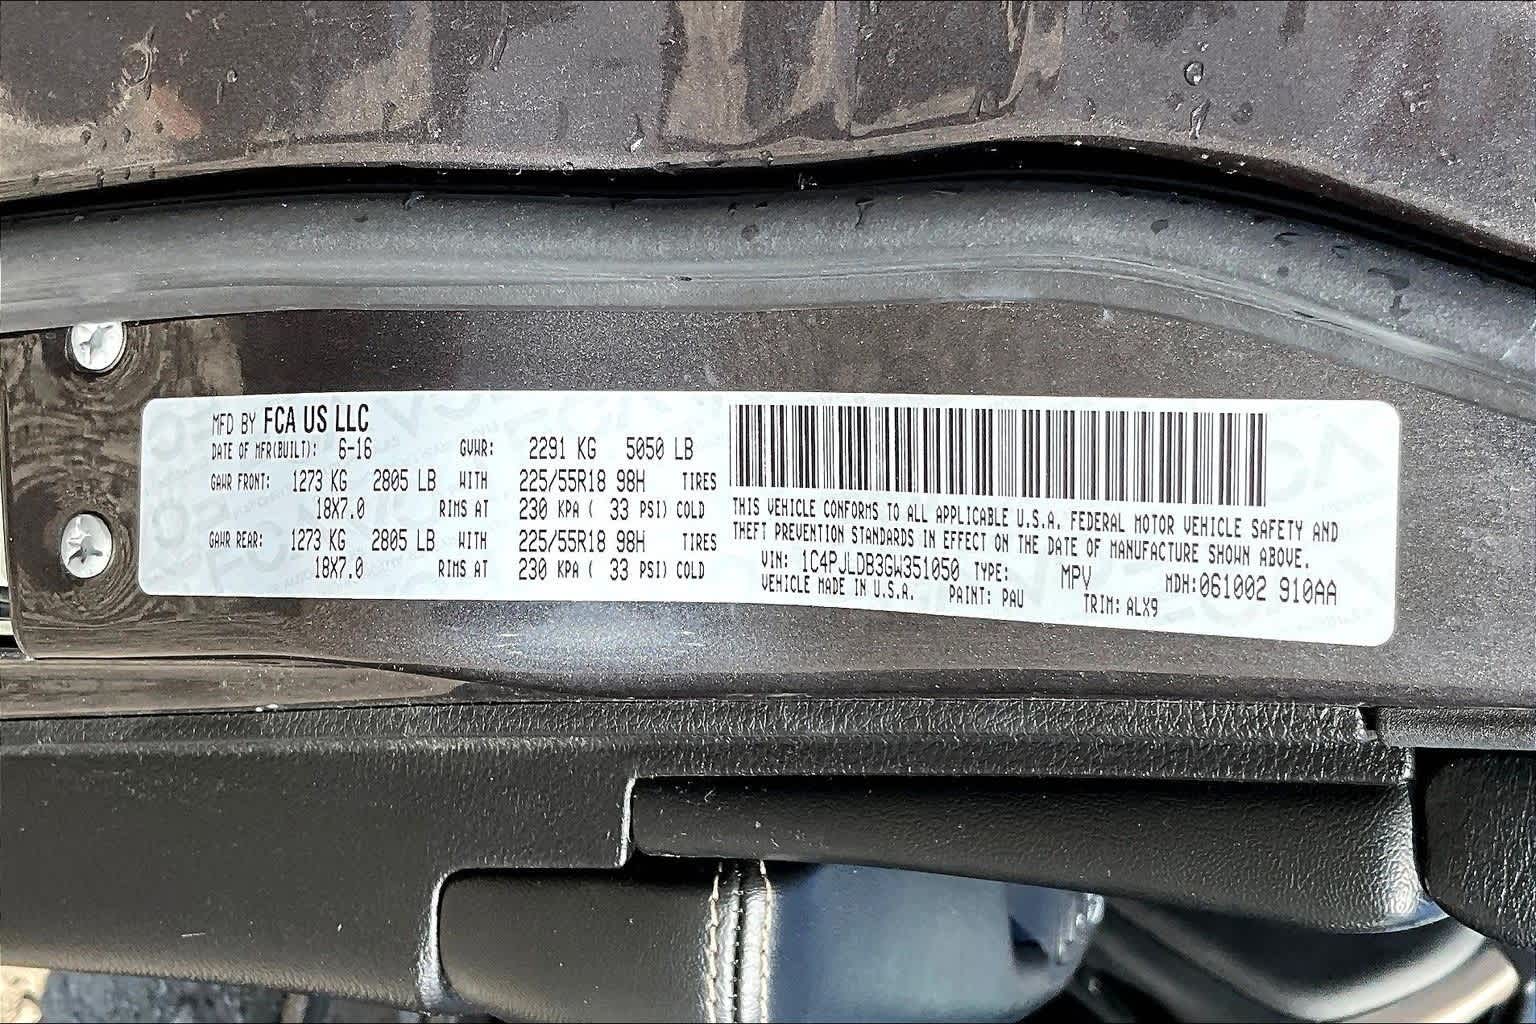 MFD BY FCA US LLC
DATE OF MFR(BUILT): 6-16 GVWR: 2291 KG 5050 LB
GAWR FRONT: 1273 KG 2805 LB WITH 225/55R18 98H TIRES
18X7.0 RIMS AT 230 KPA ( 33 PSI) COLD
GAWR REAR: 1273 KG 2805 LB WITH 225/55R18 98H TIRES
18X7.0 RIMS AT 230 KPA ( 33 PSI) COLD
THIS VEHICLE CONFORMS TO ALL APPLICABLE U.S.A. FEDERAL MOTOR VEHICLE SAFETY AND
THEFT PREVENTION STANDARDS IN EFFECT ON THE DATE OF MANUFACTURE SHOWN ABOVE.
VIN: 1C4PJLDB3GW351050 TYPE: MPV MDH:061002 910AA
VEHICLE MADE IN U.S.A. PAINT: PAU TRIM: ALX9